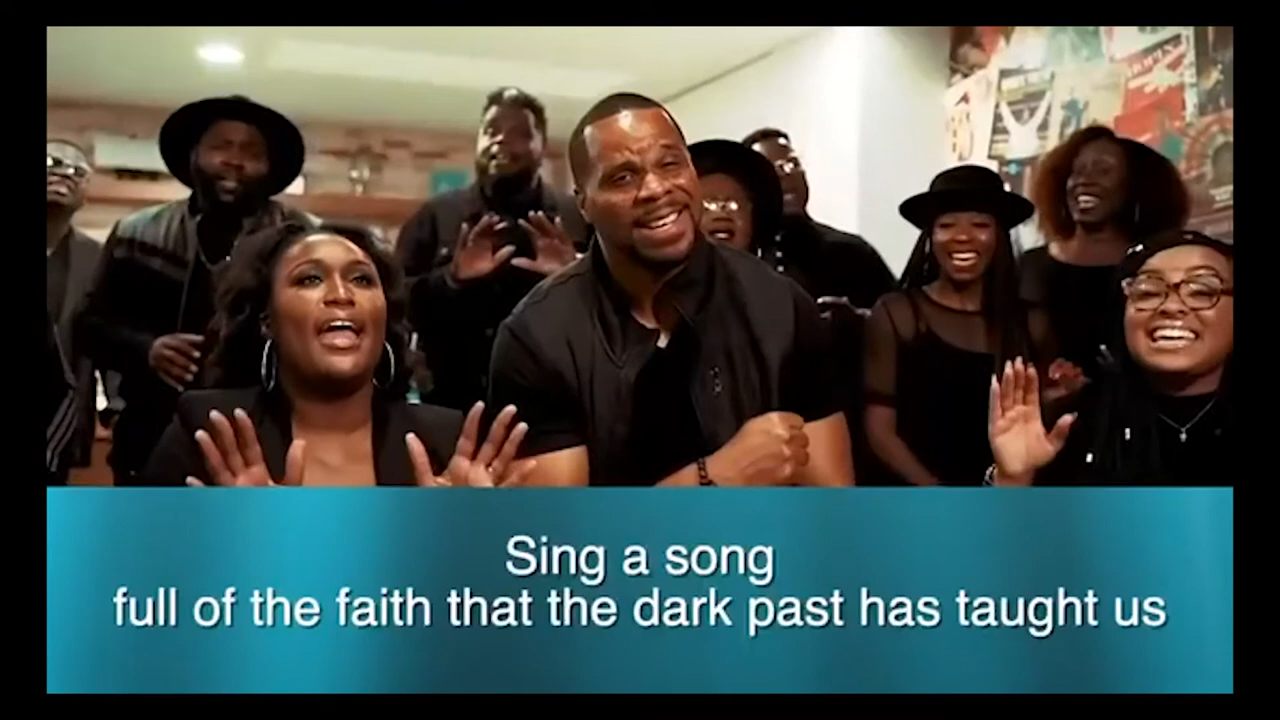 Sing a song
full of the faith that the dark past has taught us